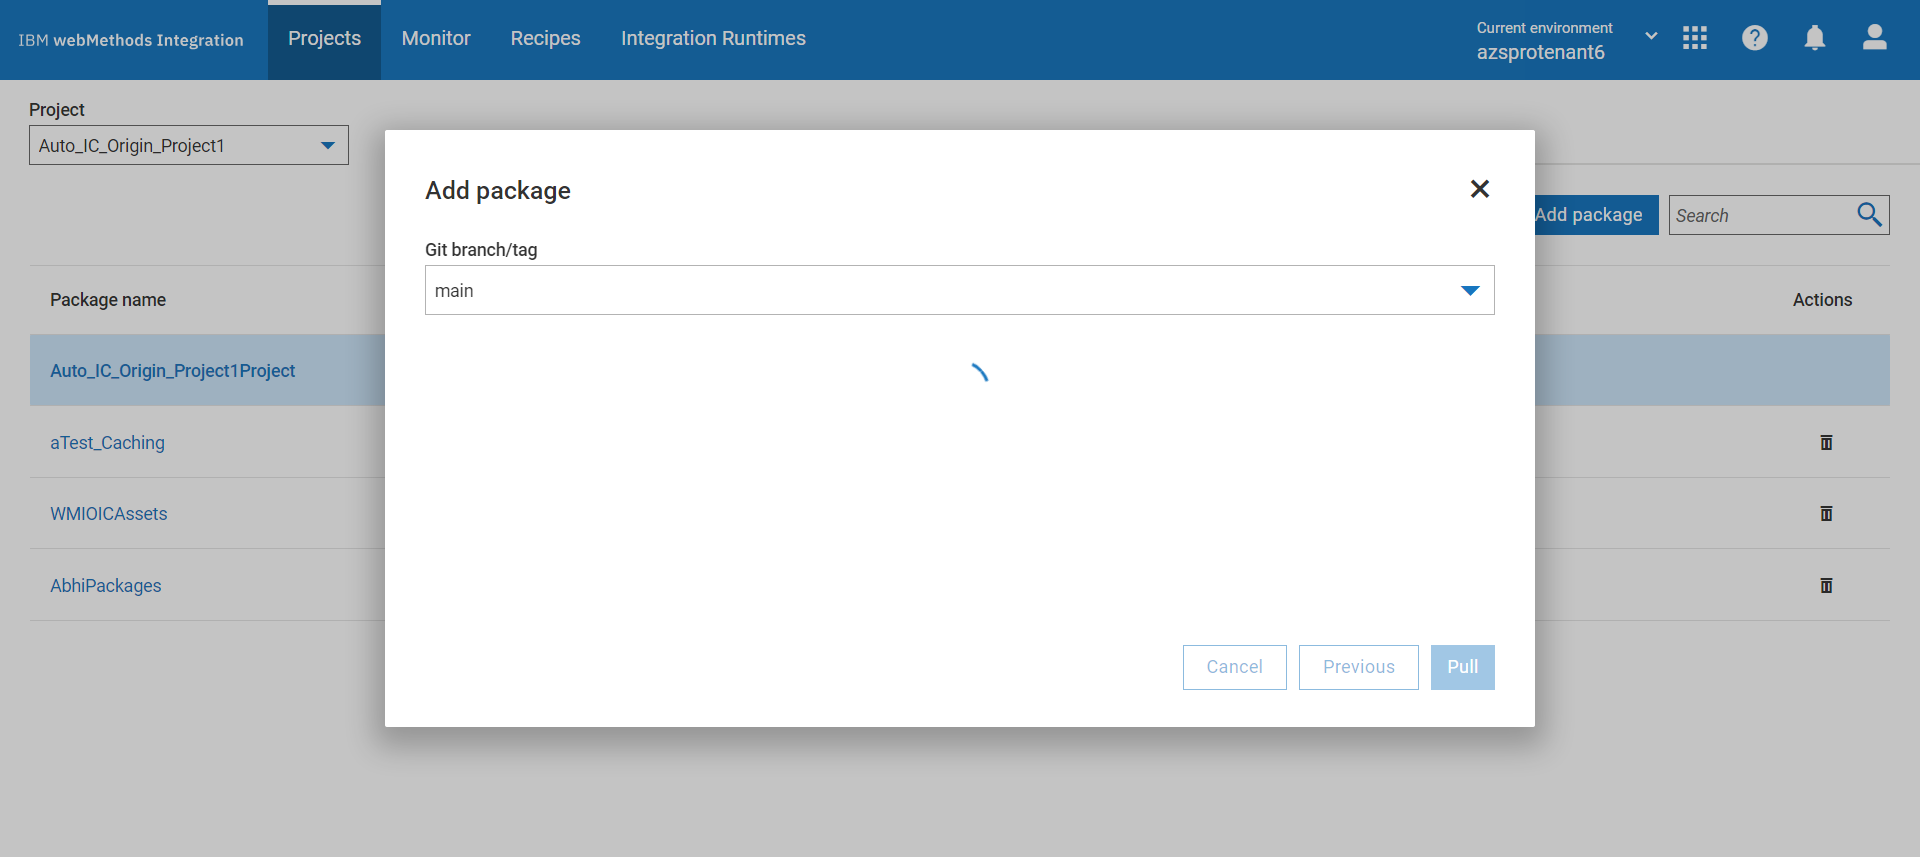 IBM webMethods Integration
Projects
Monitor
Recipes
Integration Runtimes
Current environment
azsprotenant6
Project
Auto_IC_Origin_Project1
Add package
Git branch/tag
main
Add package
Search
Package name
Actions
Auto_IC_Origin_Project1Project
aTest_Caching
WMIOICAssets
AbhiPackages
Cancel
Previous
Pull